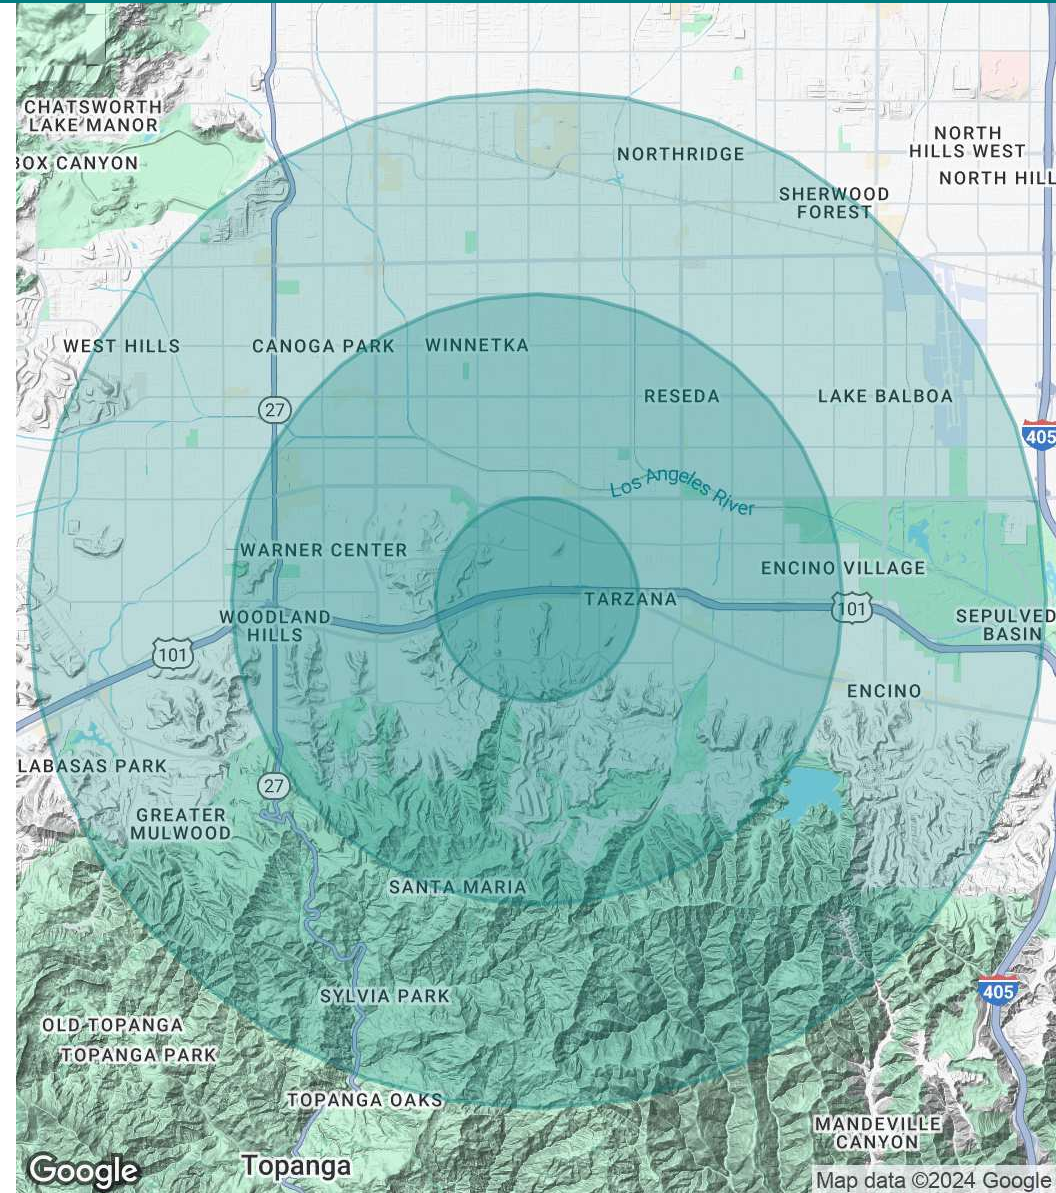 CHATSWORTH
LAKE MANOR
BOX CANYON
NORTHRIDGE
NORTH
HILLS WEST
NORTH HILL
SHERWOOD
FOREST
WEST HILLS
CANOGA PARK
WINNETKA
RESEDA
LAKE BALBOA
27
405
Los Angeles River
WARNER CENTER
ENCINO VILLAGE
TARZANA
101
WOODLAND
HILLS
SEPULVED
BASIN
101
ENCINO
LABASAS PARK
27
GREATER
MULWOOD
SANTA MARIA
SYLVIA PARK
405
OLD TOPANGA
TOPANGA PARK
TOPANGA OAKS
MANDEVILLE
CANYON
Topanga
Google
Map data ©2024 Google